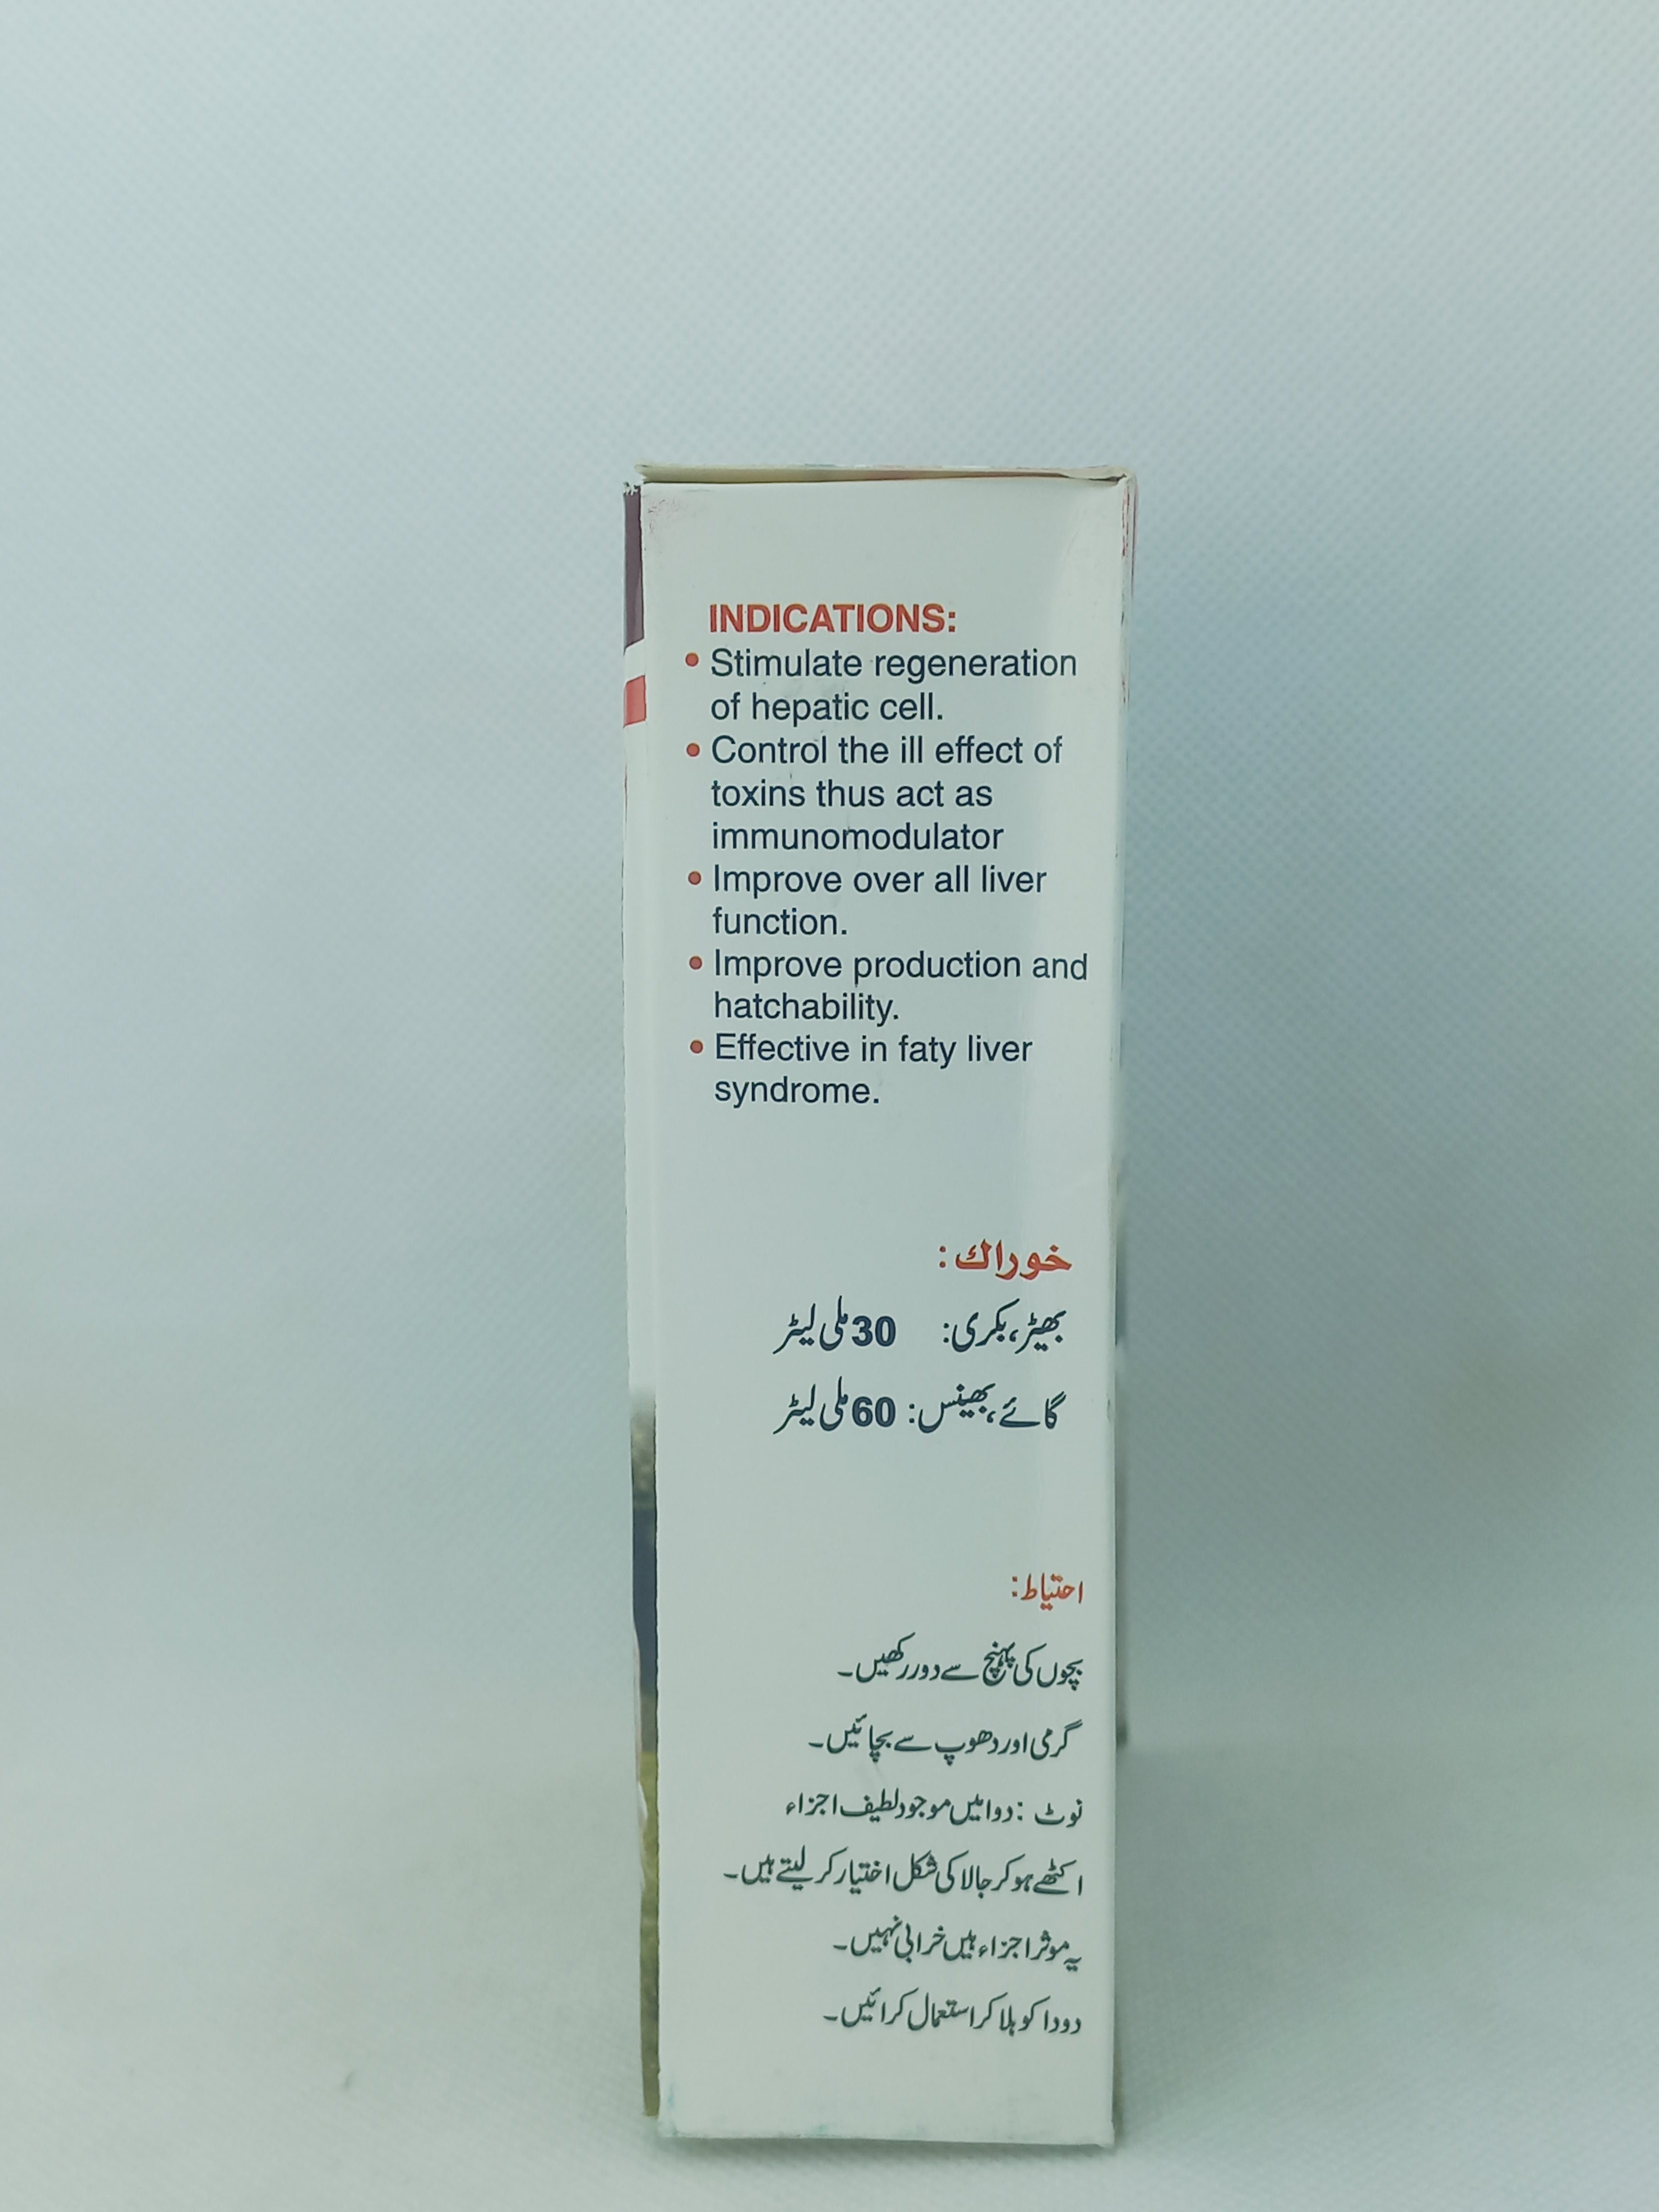 INDICATIONS:
• Stimulate regeneration
of hepatic cell.
• Control the ill effect of
toxins thus act as
immunomodulator
• Improve over all liver
function.
• Improve production and
hatchability.
• Effective in faty liver
syndrome.
خوراك:
بھیڑ، بکری: 30 ملی لیٹر
گائے، بھینس: 60 ملی لیٹر
احتیاط:
بچوں کی پہنچ سے دور رکھیں۔
گرمی اور دھوپ سے بچائیں۔
نوٹ: دوا میں موجود لطیف اجزاء
اکٹھے ہو کر جالا کی شکل اختیار کر لیتے ہیں۔
یہ موثر اجزاء ہیں خرابی نہیں۔
دودا کو ہلا کر استعمال کرائیں۔